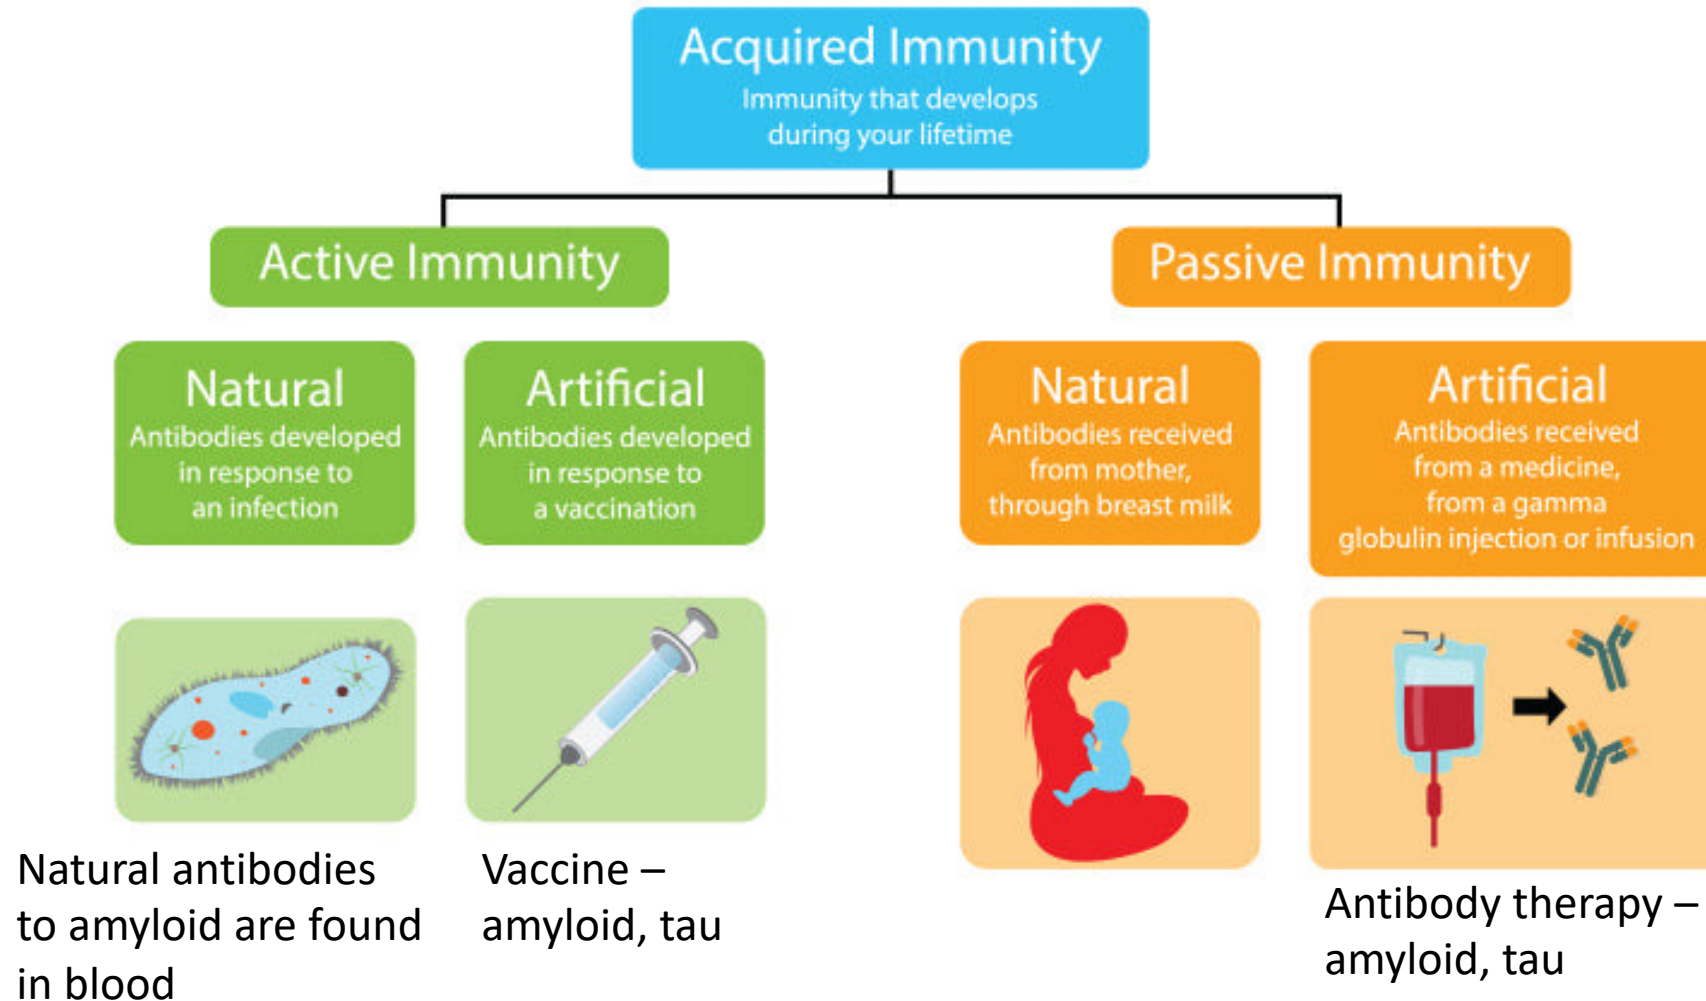 Acquired Immunity
Immunity that develops
during your lifetime
Active Immunity
Passive Immunity
Natural
Antibodies developed
in response to
an infection
Artificial
Antibodies developed
in response to
a vaccination
Natural
Antibodies received
from mother,
through breast milk
Artificial
Antibodies received
from a medicine,
from a gamma
globulin injection or infusion
Natural antibodies
to amyloid are found
in blood
Vaccine –
amyloid, tau
Antibody therapy –
amyloid, tau